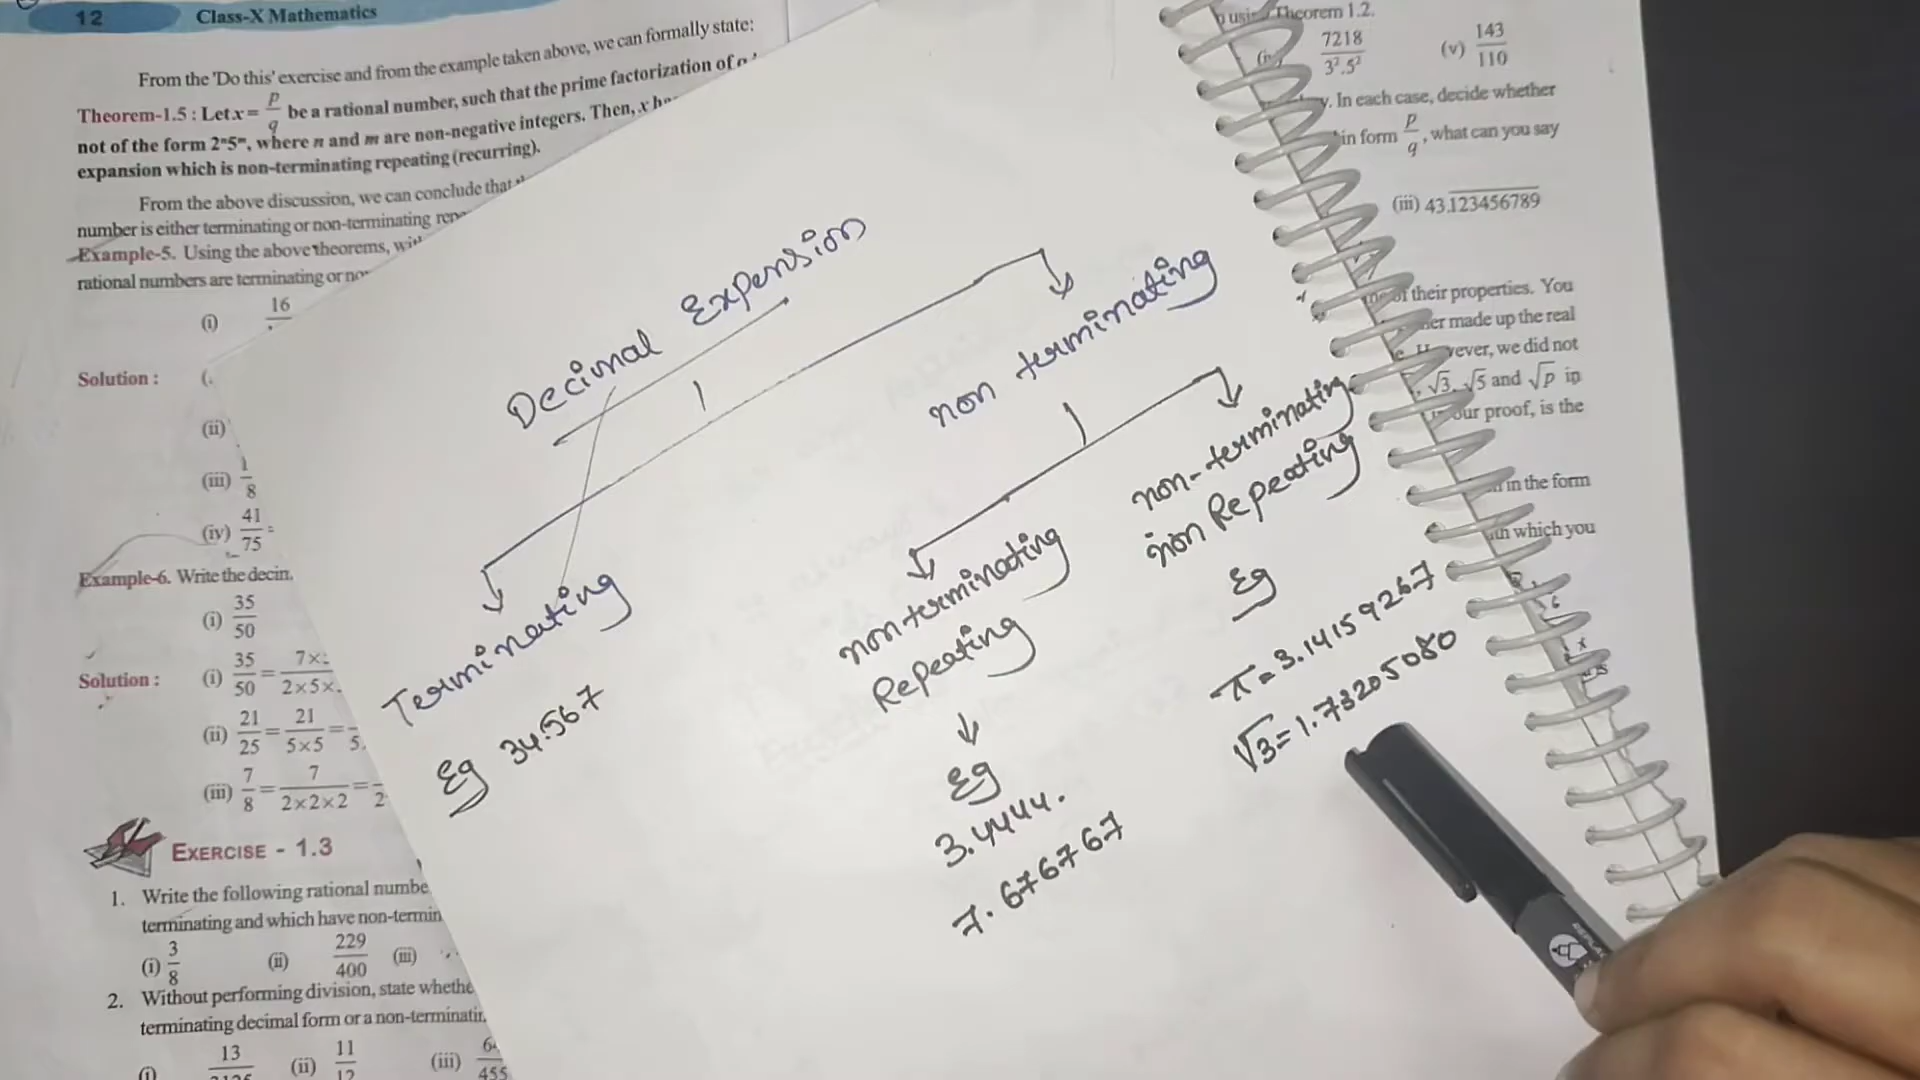 12 Class-X Mathematics
From the 'Do this' exercise and from the example taken above, we can formally state:
Theorem-1.5 : Let x = p/q be a rational number, such that the prime factorization of
not of the form 2ⁿ5ᵐ, where n and m are non-negative integers. Then, x
expansion which is non-terminating repeating (recurring).
From the above discussion, we can conclude that
number is either terminating or non-terminating
Example-5. Using the above theorems,
rational numbers are terminating or
(i) 16
Solution :
(ii)
(iii) 1/8
(iv) 41/75 =
Example-6. Write the
(i) 35/50
Solution : (i) 35/50 = 7×
2×5×
(ii) 21/25 = 21/5×5 =
5
(iii) 7/8 = 7/2×2×2 =
2
EXERCISE - 1.3
1. Write the following rational
terminating and which have
(i) 3/8 (ii) 229/400 (iii)
2. Without performing division, state
terminating decimal form or a
(i) 13 (ii) 11/12 (iii)
455
Decimal Expension
non terminating
Terminating
Eg 34.567
non terminating
Repeating
Eg
3.4444.
7.676767
non-terminating
non Repeating
Eg
π = 3.14159267
√3 = 1.73205080
Theorem 1.2.
7218/3².5² (v) 143/110
. In each case, decide whether
in form p/q, what can you say
(iii) 43.123456789
their properties. You
made up the real
we did not
√3, √5 and √p in
our proof, is the
in the form
which you